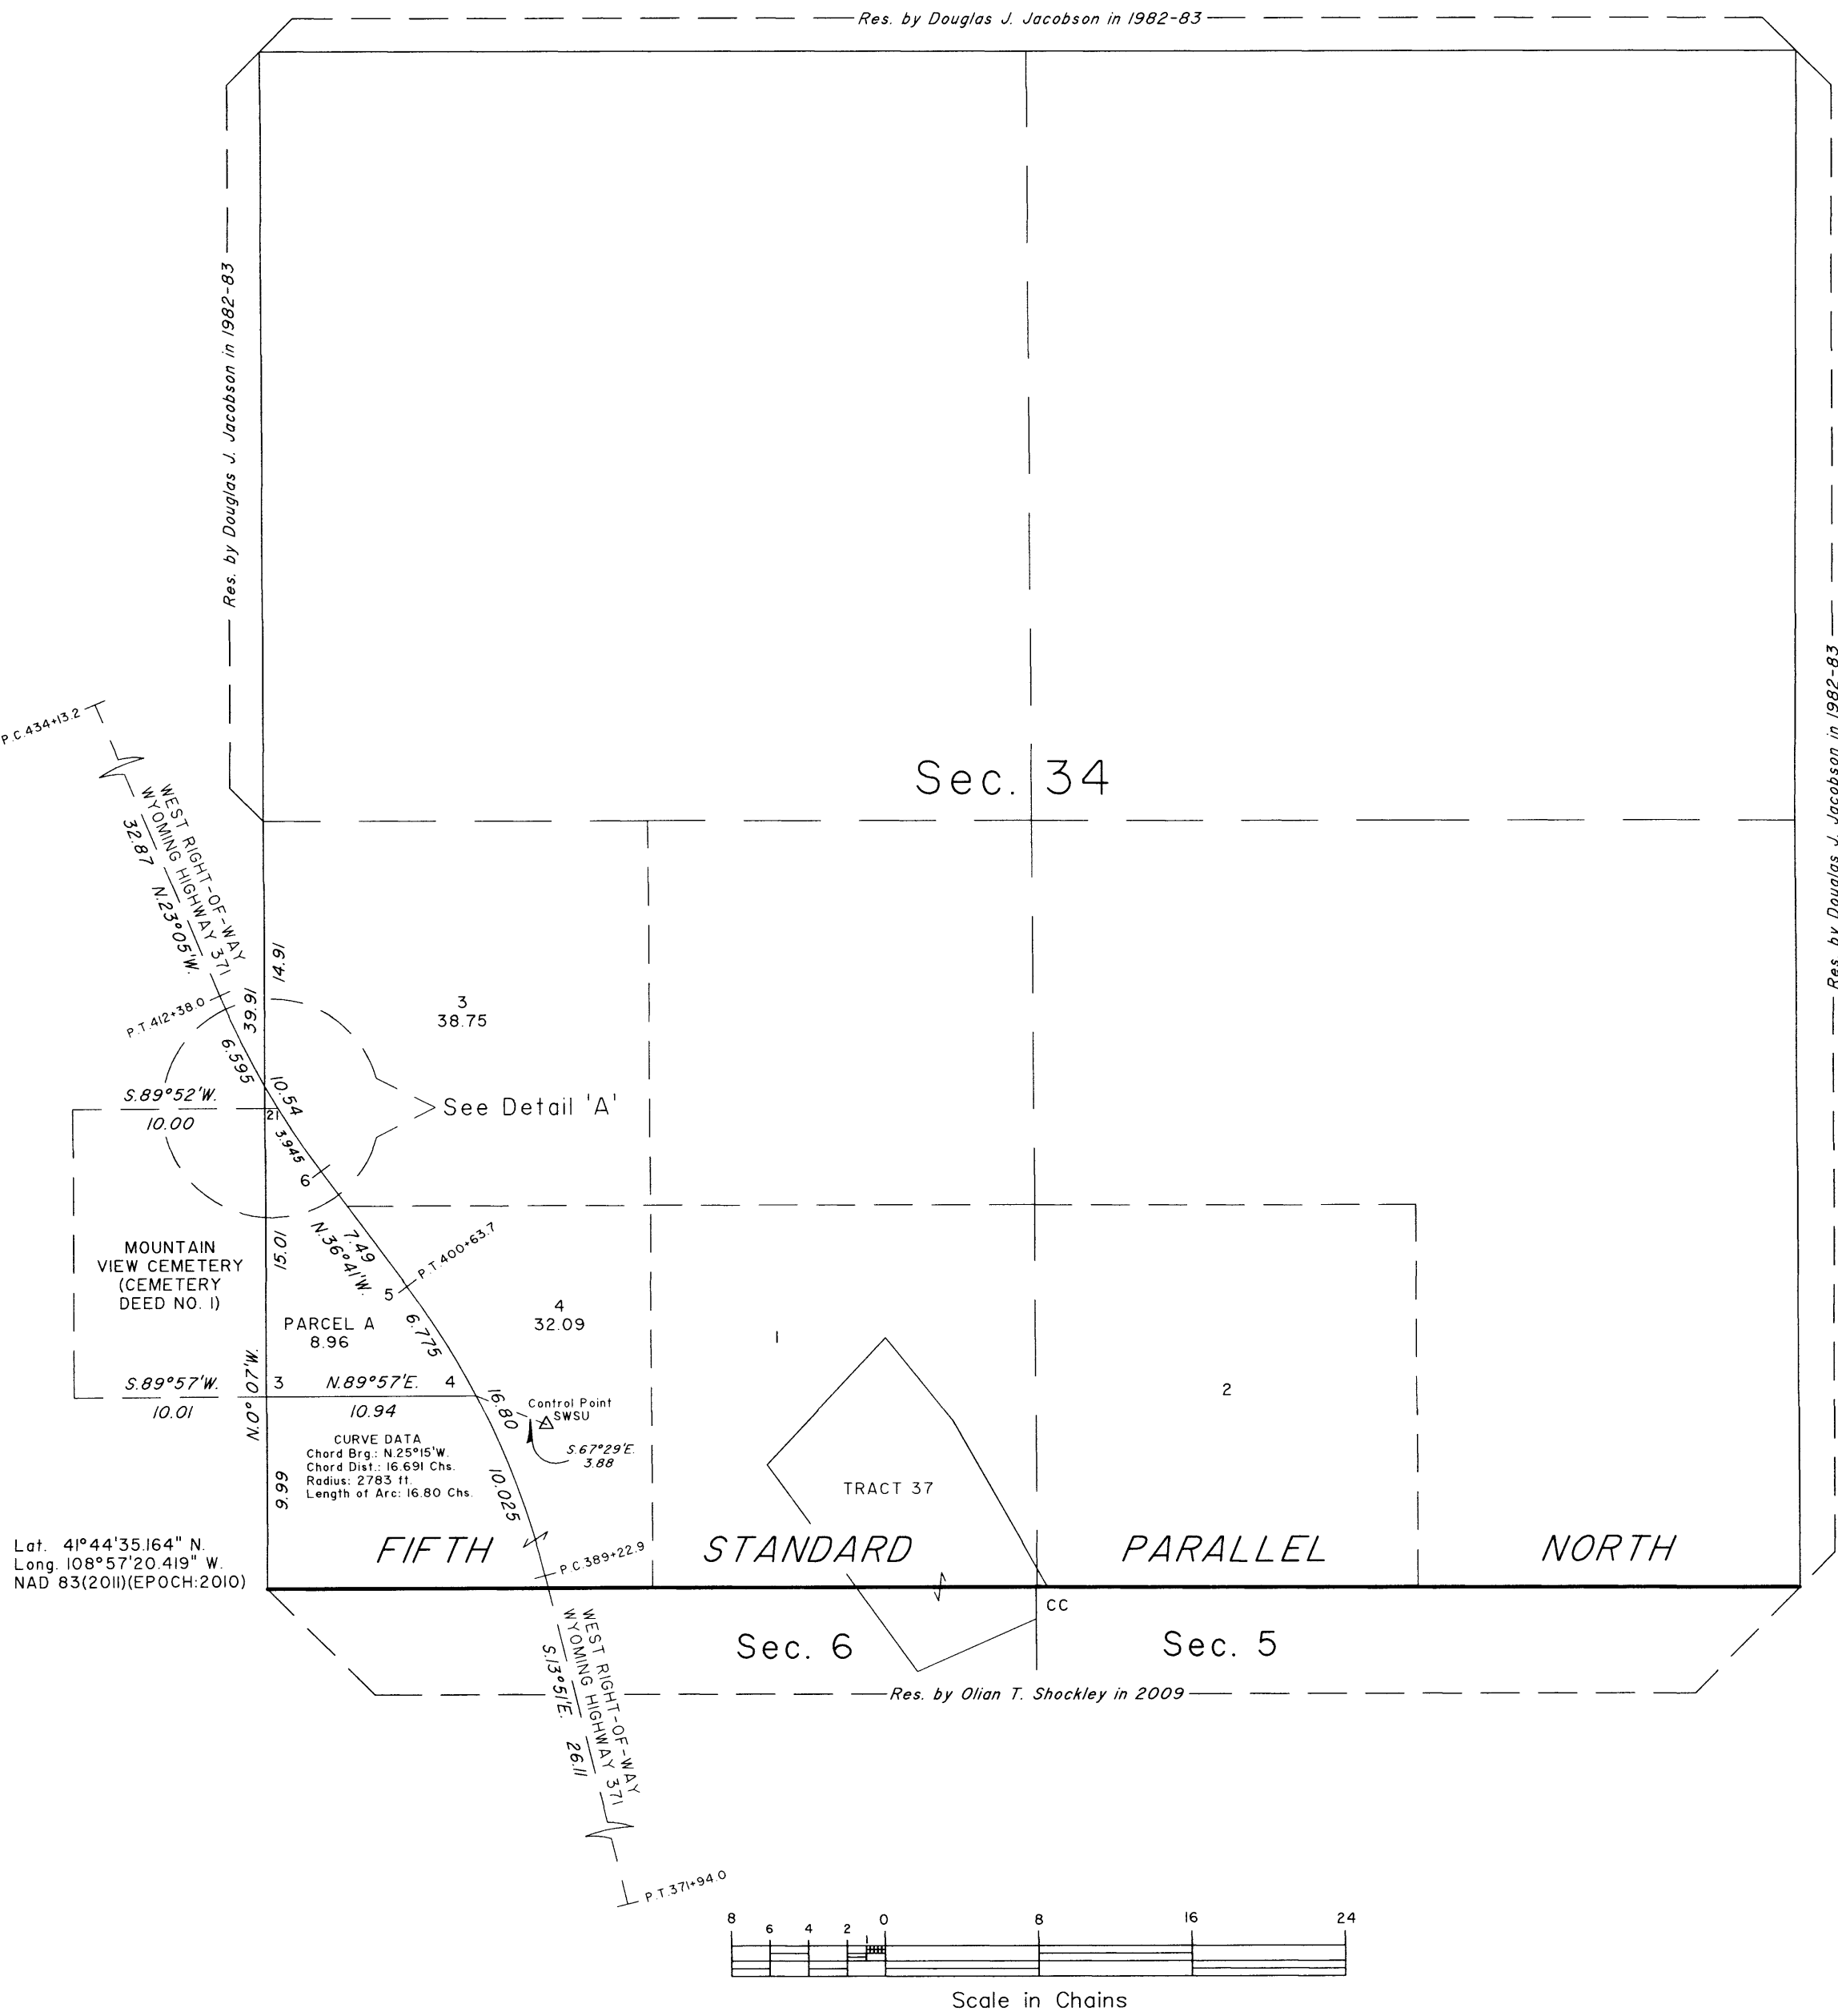 Res. by Douglas J. Jacobson in 1982-83
Res. by Douglas J. Jacobson in 1982-83
Res. by Douglas J. Jacobson in 1982-83
Sec. 34
P.C.434+13.2
WEST RIGHT-OF-WAY
WYOMING HIGHWAY 371
32.87 N.23°05'W.
14.91
39.91
P.T.412+38.0
6.595
3
38.75
S.89°52'W.
10.00
10.54
21
3.945
6
See Detail 'A'
MOUNTAIN
VIEW CEMETERY
(CEMETERY
DEED NO. 1)
15.01
7.49
N.36°41'W.
P.T.400+63.7
5
PARCEL A
8.96
6.775
4
32.09
1
2
S.89°57'W.
10.01
N.0°07'W.
3
N.89°57'E.
4
10.94
16.80
Control Point
SWSU
S.67°29'E.
3.88
CURVE DATA
Chord Brg.: N.25°15'W.
Chord Dist.: 16.691 Chs.
Radius: 2783 ft.
Length of Arc: 16.80 Chs.
9.99
10.025
TRACT 37
Lat. 41°44'35.164" N.
Long. 108°57'20.419" W.
NAD 83(2011)(EPOCH:2010)
FIFTH STANDARD PARALLEL NORTH
P.C.389+22.9
CC
Sec. 6
Sec. 5
WEST RIGHT-OF-WAY
WYOMING HIGHWAY 371
S.13°51'E. 26.11
Res. by Olian T. Shockley in 2009
P.T.371+94.0
8 6 4 2 1 0 8 16 24
Scale in Chains